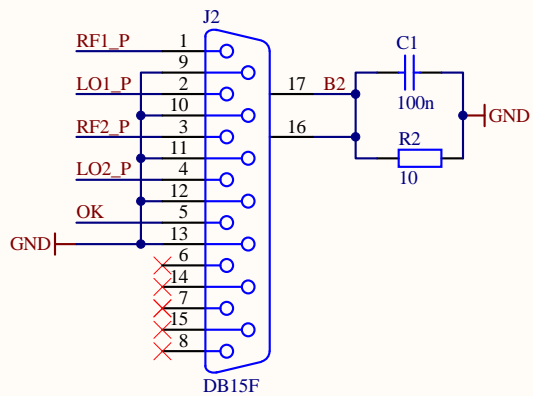 J2
RF1_P 1
9
LO1_P 2
10
RF2_P 3
11
LO2_P 4
12
OK 5
GND 13
6
14
7
15
8
DB15F
17 B2
16
C1
100n
GND
R2
10